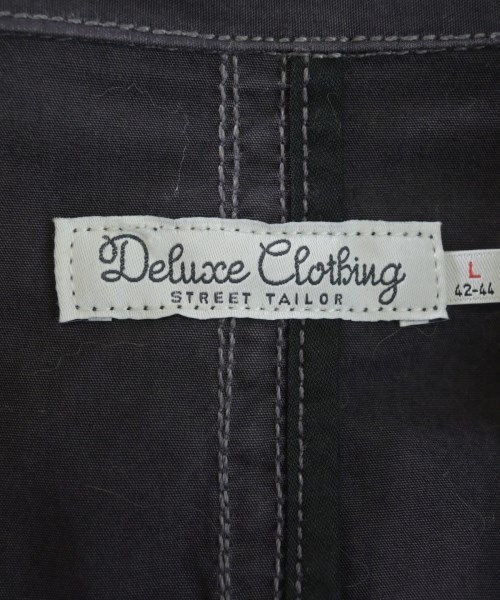 Deluxe Clothing
STREET TAILOR
L
42-44